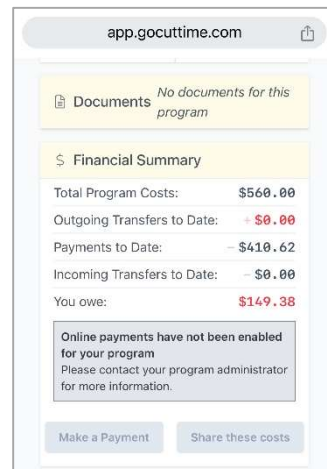 app.gocuttime.com
Documents No documents for this
program
$ Financial Summary
Total Program Costs: $560.00
Outgoing Transfers to Date: + $0.00
Payments to Date: – $410.62
Incoming Transfers to Date: – $0.00
You owe: $149.38
Online payments have not been enabled
for your program
Please contact your program administrator
for more information.
Make a Payment Share these costs